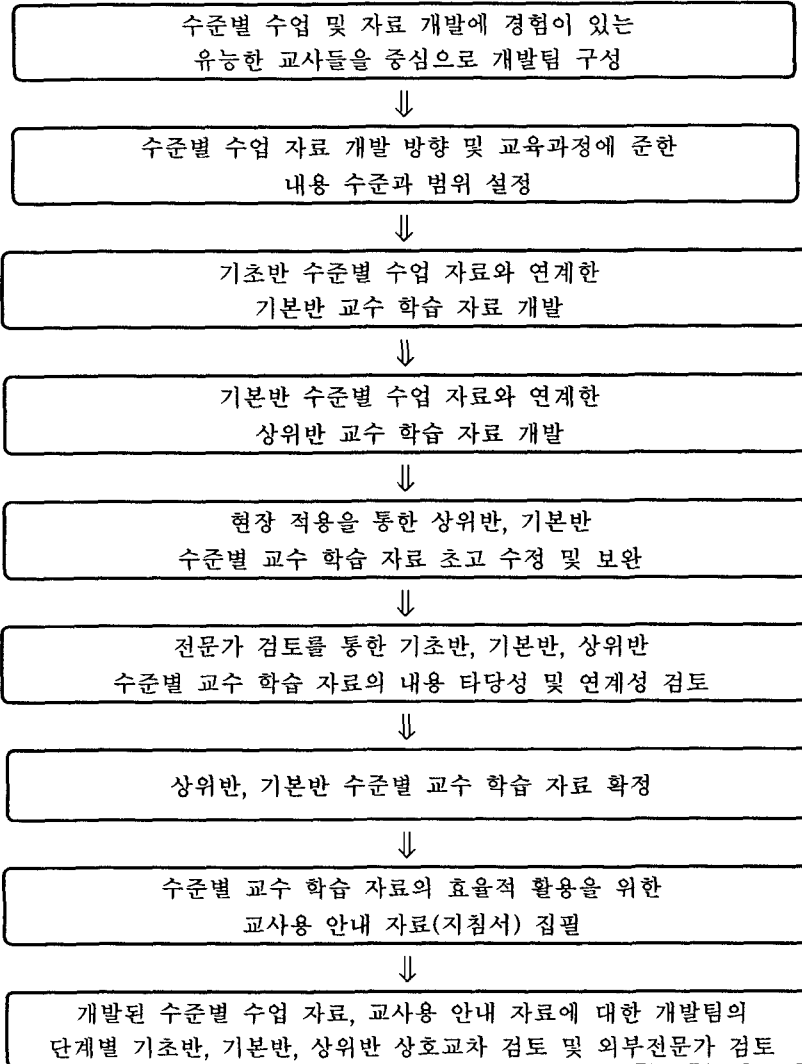 수준별 수업 및 자료 개발에 경험이 있는
유능한 교사들을 중심으로 개발팀 구성
⇓
수준별 수업 자료 개발 방향 및 교육과정에 준한
내용 수준과 범위 설정
⇓
기초반 수준별 수업 자료와 연계한
기본반 교수 학습 자료 개발
⇓
기본반 수준별 수업 자료와 연계한
상위반 교수 학습 자료 개발
⇓
현장 적용을 통한 상위반, 기본반
수준별 교수 학습 자료 초고 수정 및 보완
⇓
전문가 검토를 통한 기초반, 기본반, 상위반
수준별 교수 학습 자료의 내용 타당성 및 연계성 검토
⇓
상위반, 기본반 수준별 교수 학습 자료 확정
⇓
수준별 교수 학습 자료의 효율적 활용을 위한
교사용 안내 자료(지침서) 집필
⇓
개발된 수준별 수업 자료, 교사용 안내 자료에 대한 개발팀의
단계별 기초반, 기본반, 상위반 상호교차 검토 및 외부전문가 검토